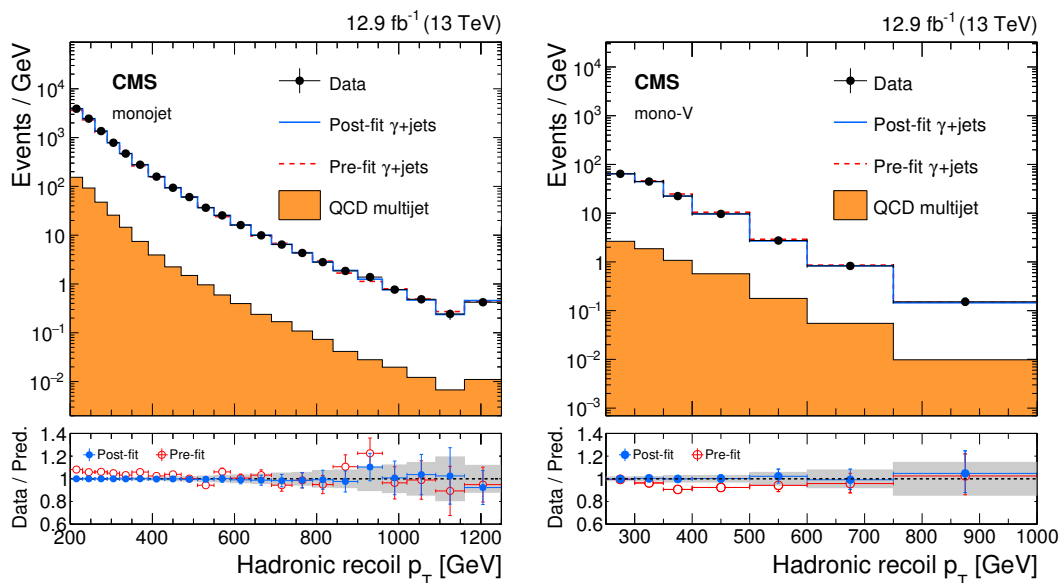 12.9 fb⁻¹ (13 TeV)
Events / GeV
10⁴
10³
10²
10
1
10⁻¹
10⁻²
CMS
monojet
Data
Post-fit γ+jets
Pre-fit γ+jets
QCD multijet
Data / Pred.
1.4
1.2
1
0.8
0.6
Post-fit
Pre-fit
200 400 600 800 1000 1200
Hadronic recoil p_T [GeV]
12.9 fb⁻¹ (13 TeV)
Events / GeV
10⁴
10³
10²
10
1
10⁻¹
10⁻²
10⁻³
CMS
mono-V
Data
Post-fit γ+jets
Pre-fit γ+jets
QCD multijet
Data / Pred.
1.4
1.2
1.0
0.8
0.6
Post-fit
Pre-fit
300 400 500 600 700 800 900 1000
Hadronic recoil p_T [GeV]